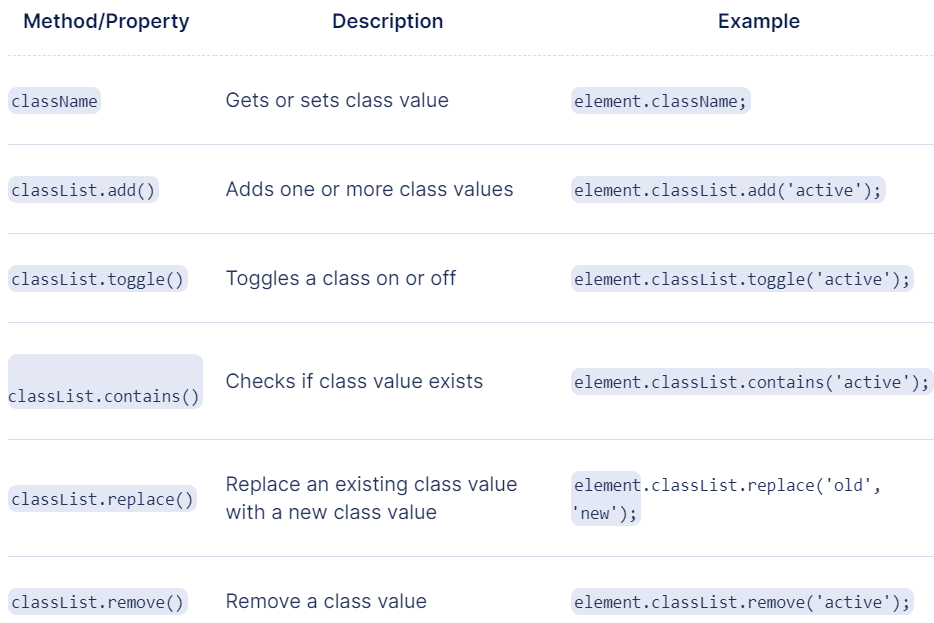 Method/Property Description Example
className Gets or sets class value element.className;
classList.add() Adds one or more class values element.classList.add('active');
classList.toggle() Toggles a class on or off element.classList.toggle('active');
classList.contains() Checks if class value exists element.classList.contains('active');
classList.replace() Replace an existing class value element.classList.replace('old',
with a new class value 'new');
classList.remove() Remove a class value element.classList.remove('active');